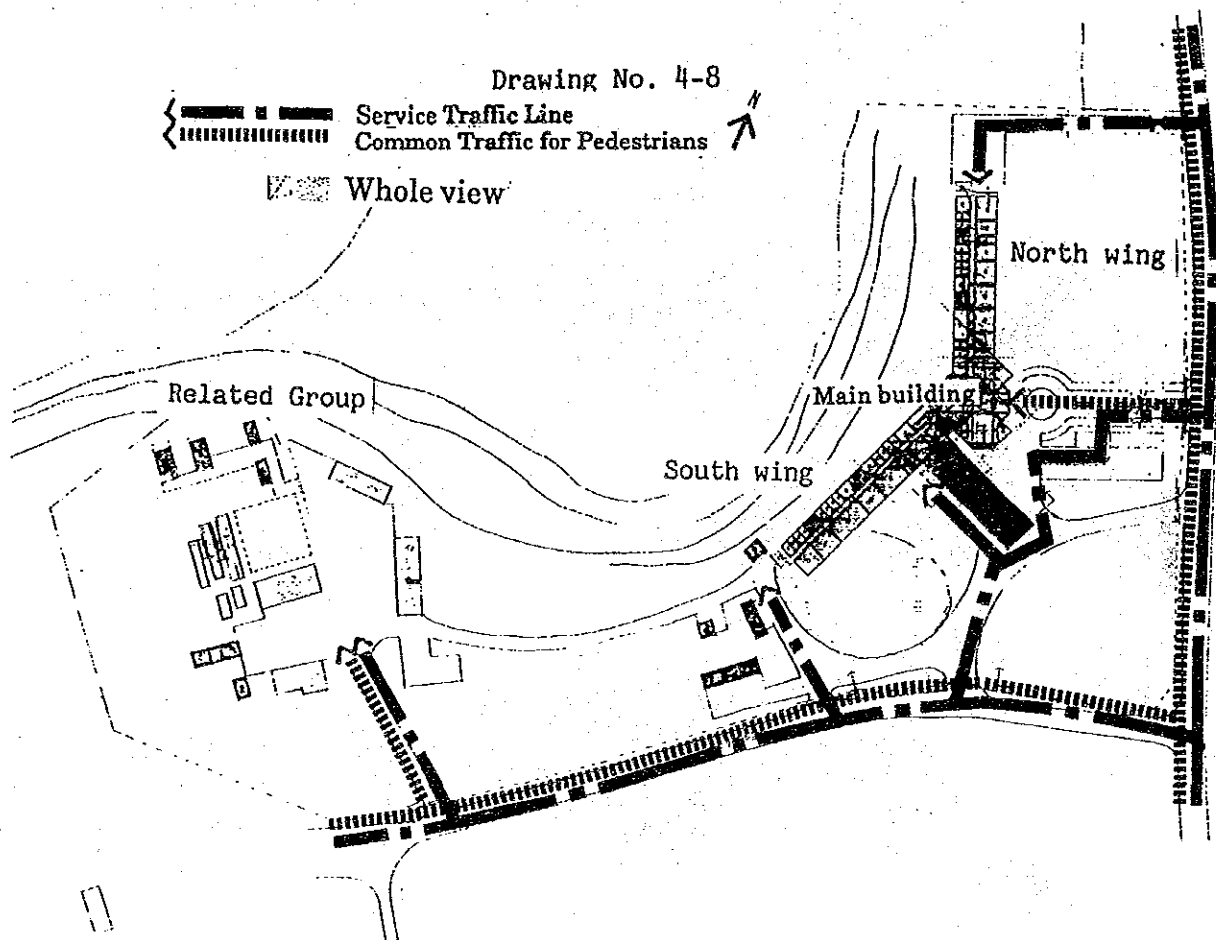 Drawing No. 4-8
Service Traffic Line
Common Traffic for Pedestrians
N
Whole view
North wing
Related Group
Main building
South wing